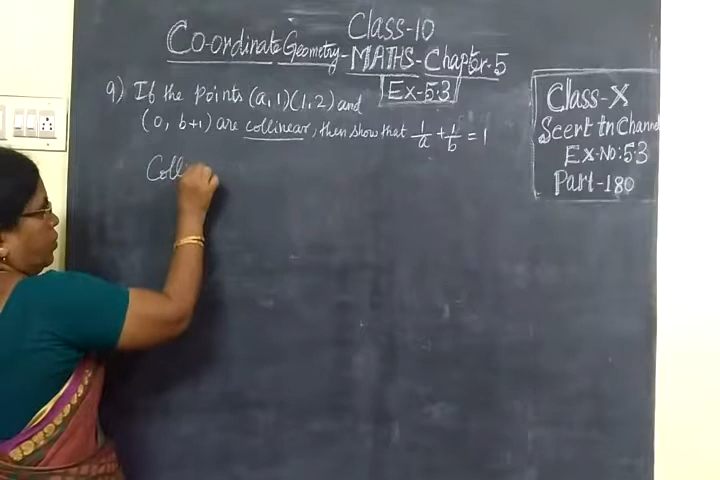 Class-10
Co-ordinate Geometry-MATHS-Chapter-5
Ex-5.3
9) If the points (a,1)(1,2) and
(0, b+1) are collinear, then show that 1/a + 1/b = 1
Coll
Class-X
Scert tn Channel
Ex-No:5.3
Part-180